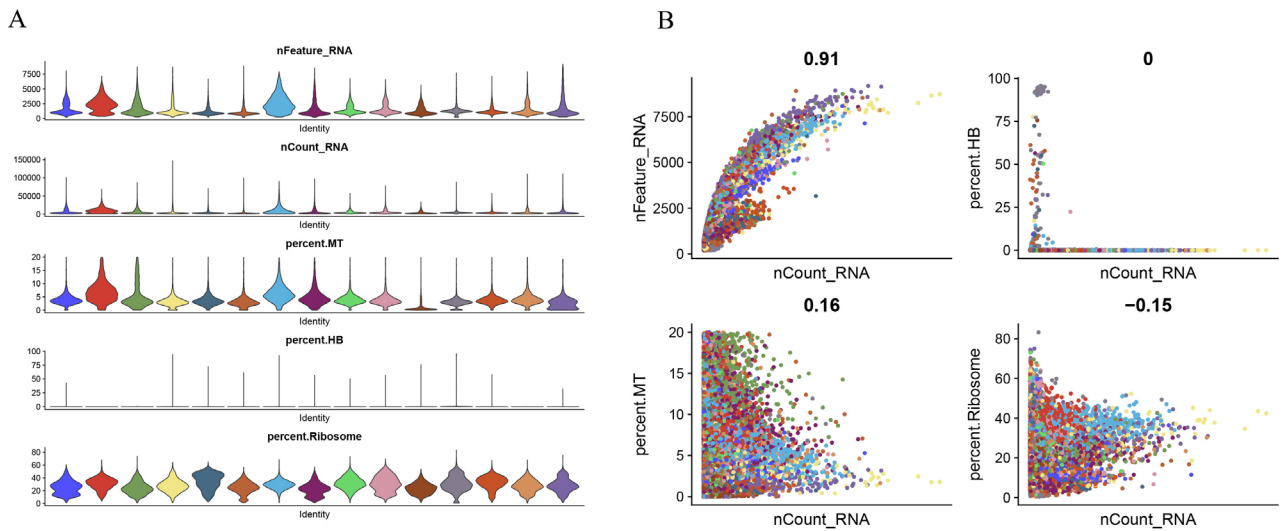 A
nFeature_RNA
7500
5000
2500
0
Identity
nCount_RNA
150000
100000
50000
0
Identity
percent.MT
20
15
10
5
0
Identity
percent.HB
100
75
50
25
0
Identity
percent.Ribosome
80
60
40
20
0
Identity
B
0.91
nFeature_RNA
7500
5000
2500
0
nCount_RNA
0
percent.HB
100
75
50
25
0
nCount_RNA
0.16
percent.MT
20
15
10
5
0
nCount_RNA
−0.15
percent.Ribosome
80
60
40
20
0
nCount_RNA